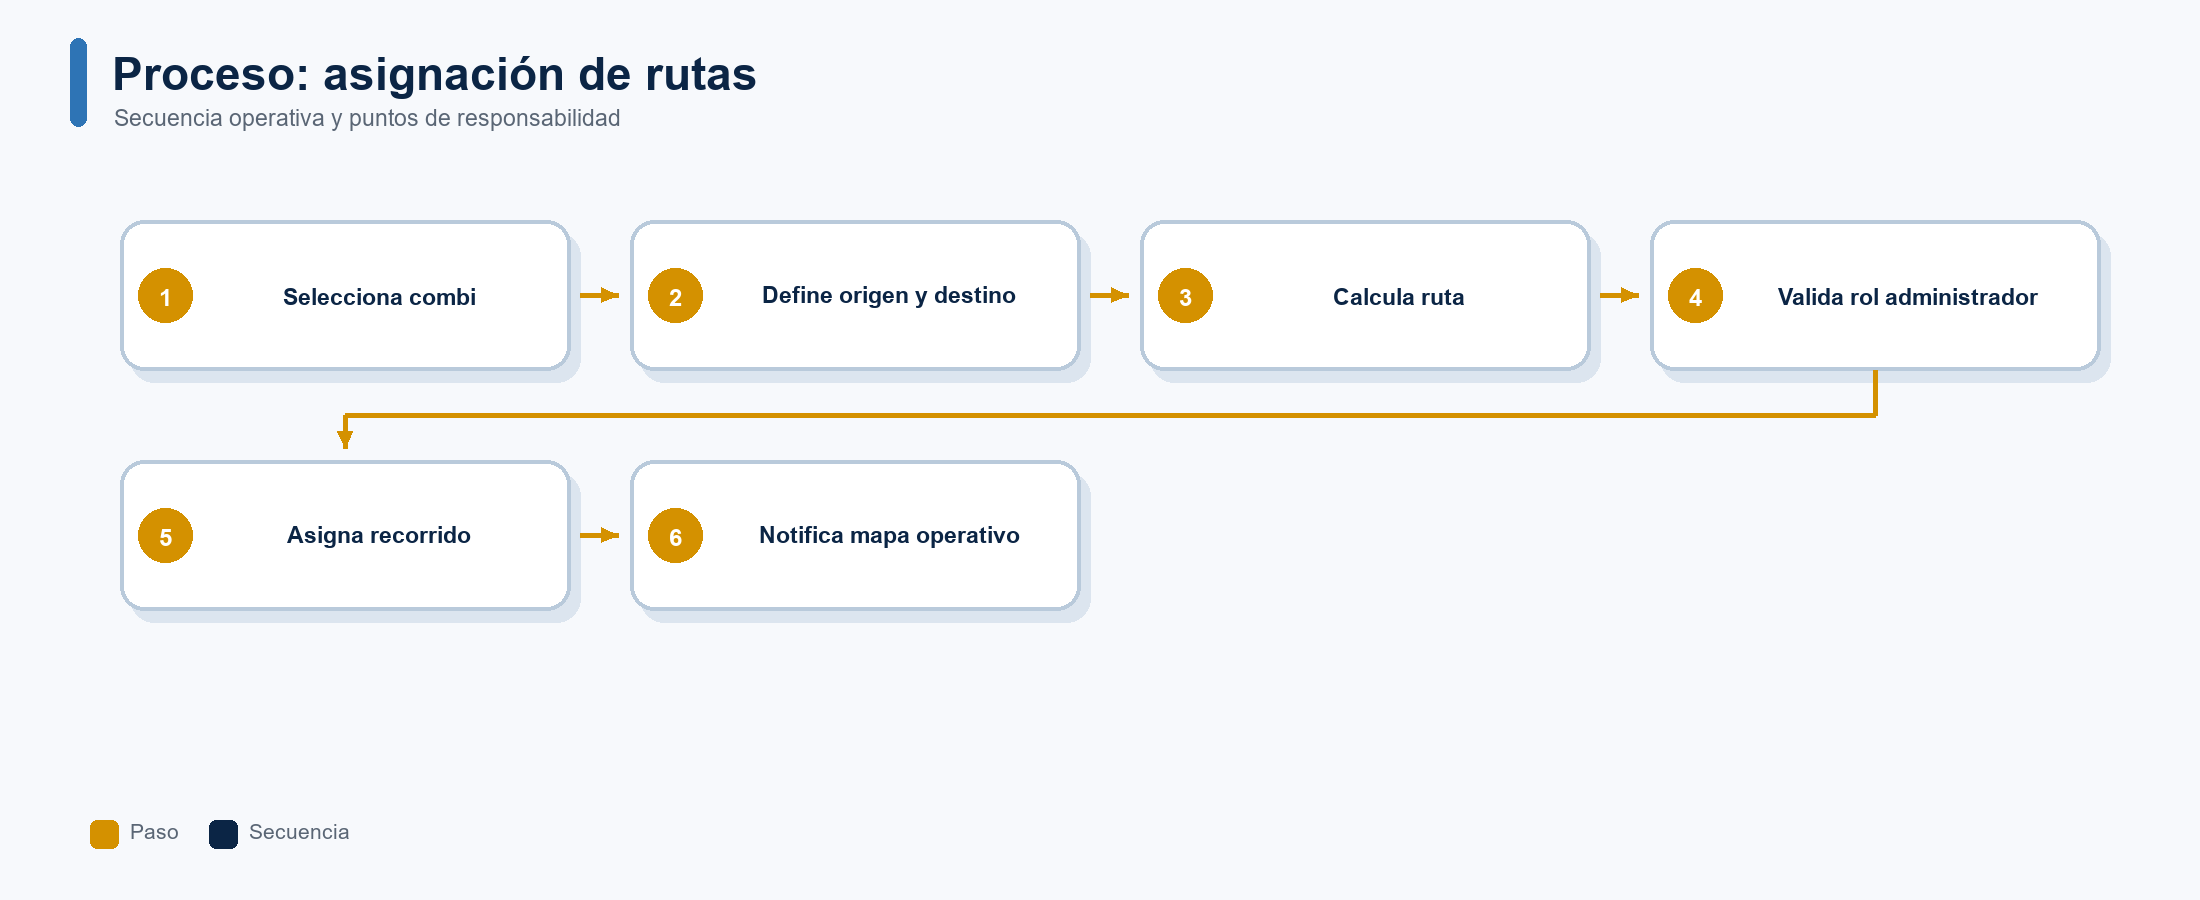 Proceso: asignación de rutas
Secuencia operativa y puntos de responsabilidad
1 Selecciona combi
2 Define origen y destino
3 Calcula ruta
4 Valida rol administrador
5 Asigna recorrido
6 Notifica mapa operativo
Paso
Secuencia